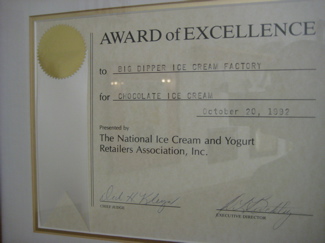 AWARD of EXCELLENCE
to BIG DIPPER ICE CREAM FACTORY
for CHOCOLATE ICE CREAM
October 20, 1992
Presented by
The National Ice Cream and Yogurt
Retailers Association, Inc.
EXECUTIVE DIRECTOR